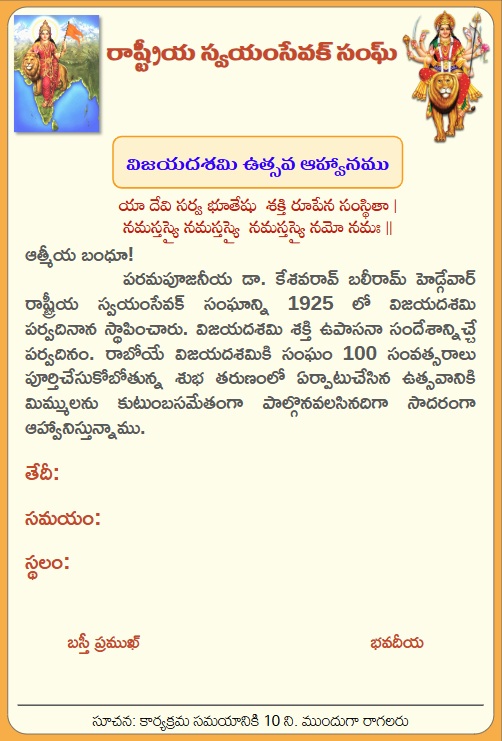 రాష్ట్రీయ స్వయంసేవక్ సంఘ్
విజయదశమి ఉత్సవ ఆహ్వానము
యా దేవి సర్వ భూతేషు శక్తి రూపేన సంస్థితా |
నమస్తస్యై నమస్తస్యై నమస్తస్యై నమో నమః ||
ఆత్మీయ బంధూ!
పరమపూజనీయ డా. కేశవరావ్ బలీరామ్ హెడ్గేవార్
రాష్ట్రీయ స్వయంసేవక్ సంఘాన్ని 1925 లో విజయదశమి
పర్వదినాన స్థాపించారు. విజయదశమి శక్తి ఉపాసనా సందేశాన్నిచ్చే
పర్వదినం. రాబోయే విజయదశమికి సంఘం 100 సంవత్సరాలు
పూర్తిచేసుకోబోతున్న శుభ తరుణంలో ఏర్పాటుచేసిన ఉత్సవానికి
మిమ్ములను కుటుంబసమేతంగా పాల్గొనవలసినదిగా సాదరంగా
ఆహ్వానిస్తున్నాము.
తేదీ:
సమయం:
స్థలం:
బస్తీ ప్రముఖ్ భవదీయ
సూచన: కార్యక్రమ సమయానికి 10 ని. ముందుగా రాగలరు